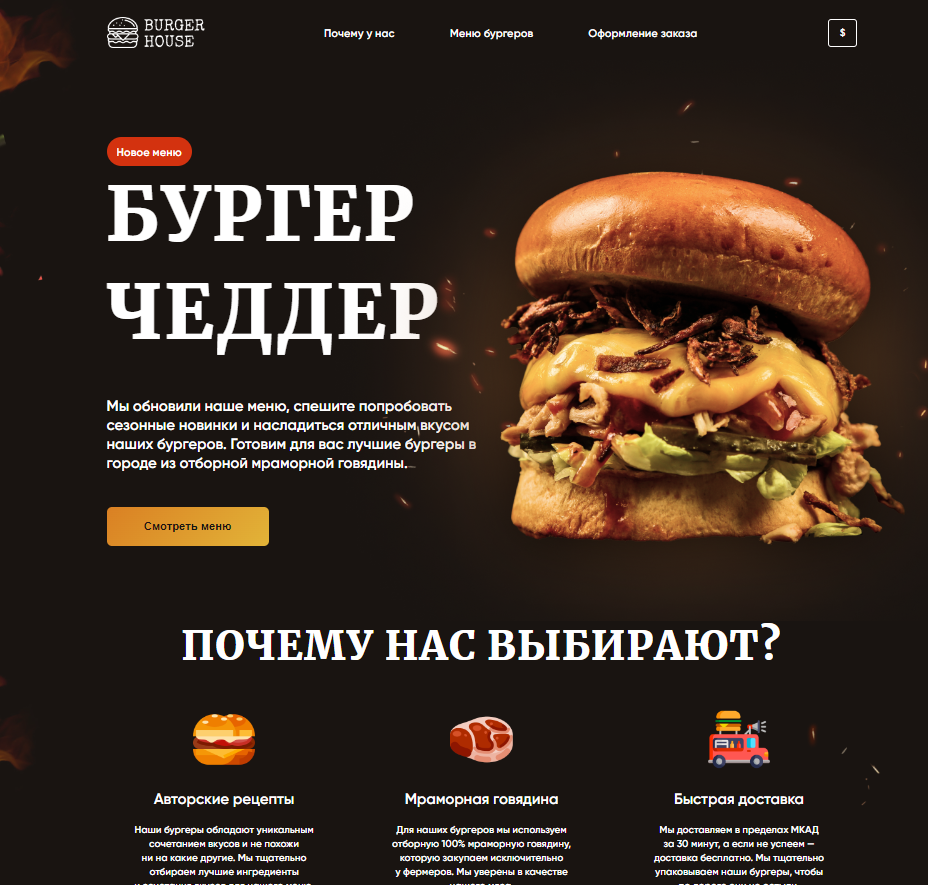 BURGER
HOUSE
Почему у нас
Меню бургеров
Оформление заказа
$
Новое меню
БУРГЕР
ЧЕДДЕР
Мы обновили наше меню, спешите попробовать
сезонные новинки и насладиться отличным вкусом
наших бургеров. Готовим для вас лучшие бургеры в
городе из отборной мраморной говядины.
Смотреть меню
ПОЧЕМУ НАС ВЫБИРАЮТ?
Авторские рецепты
Наши бургеры обладают уникальным
сочетанием вкусов и не похожи
ни на какие другие. Мы тщательно
отбираем лучшие ингредиенты
Мраморная говядина
Для наших бургеров мы используем
отборную 100% мраморную говядину,
которую закупаем исключительно
у фермеров. Мы уверены в качестве
Быстрая доставка
Мы доставляем в пределах МКАД
за 30 минут, а если не успеем —
доставка бесплатно. Мы тщательно
упаковываем наши бургеры, чтобы